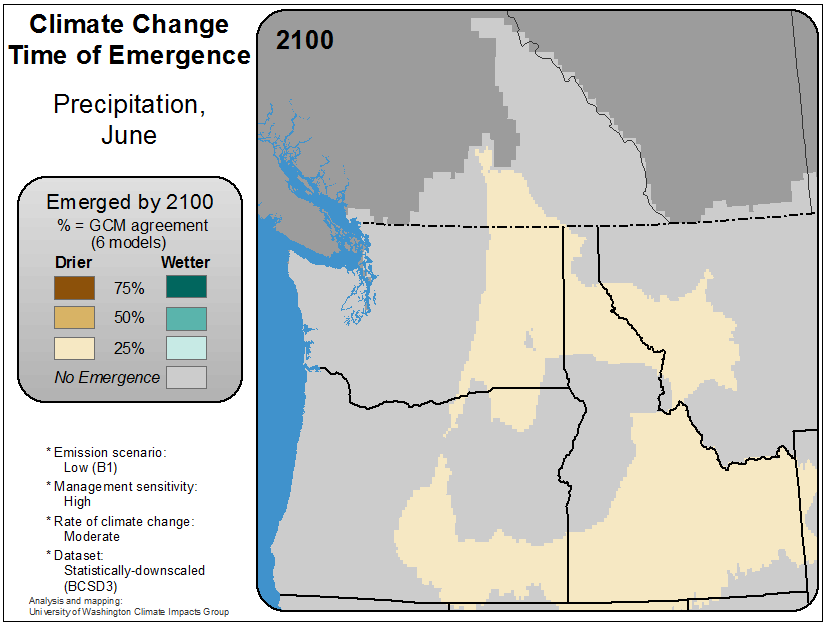 Climate Change
Time of Emergence
Precipitation,
June
2100
Emerged by 2100
% = GCM agreement
(6 models)
Drier Wetter
75%
50%
25%
No Emergence
* Emission scenario:
Low (B1)
* Management sensitivity:
High
* Rate of climate change:
Moderate
* Dataset:
Statistically-downscaled
(BCSD3)
Analysis and mapping:
University of Washington Climate Impacts Group